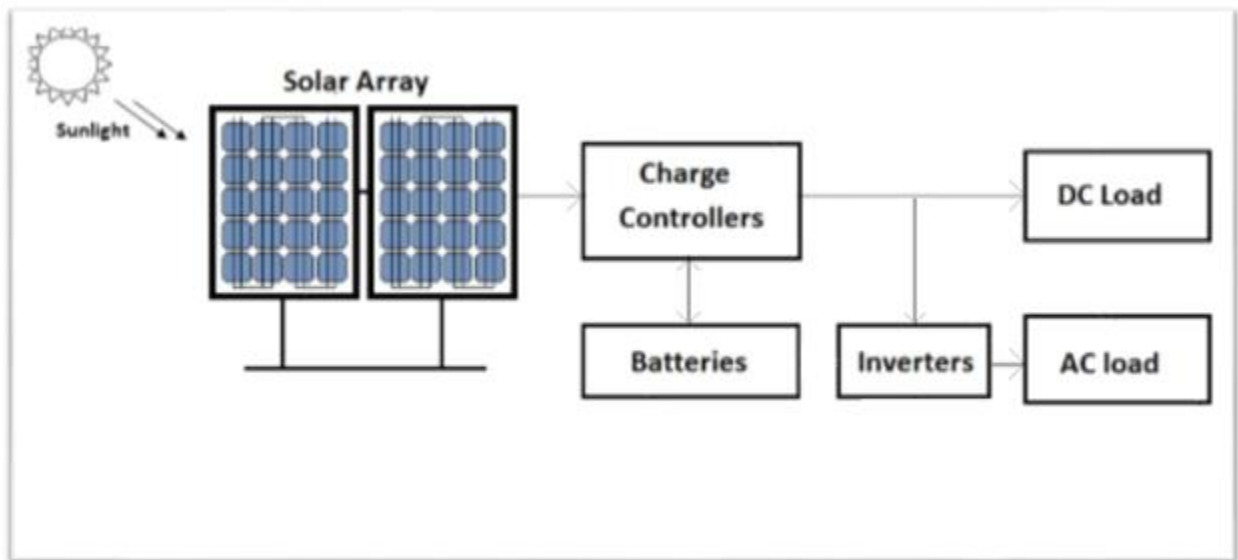 Solar Array
Sunlight
Charge
Controllers
DC Load
Batteries
Inverters
AC load